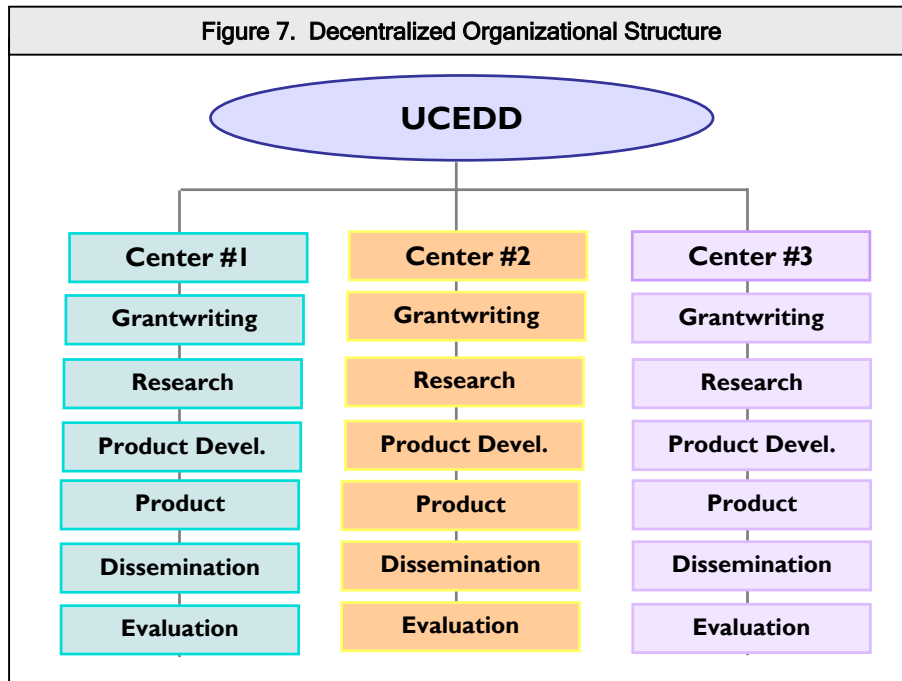 Figure 7. Decentralized Organizational Structure
UCEDD
Center #1
Center #2
Center #3
Grantwriting
Grantwriting
Grantwriting
Research
Research
Research
Product Devel.
Product Devel.
Product Devel.
Product
Product
Product
Dissemination
Dissemination
Dissemination
Evaluation
Evaluation
Evaluation